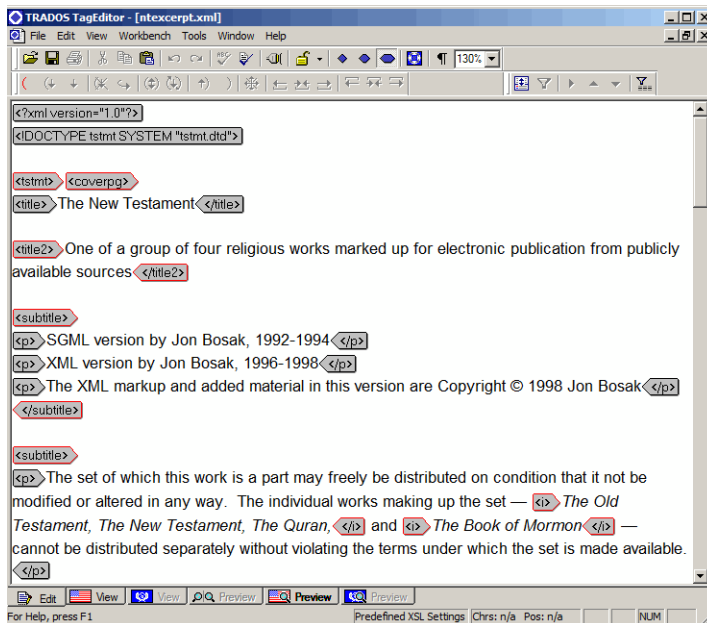 TRADOS TagEditor - [ntexcerpt.xml]
File Edit View Workbench Tools Window Help
ABC ¶ 130%
<?xml version="1.0"?>
<!DOCTYPE tstmt SYSTEM "tstmt.dtd">
<tstmt> <coverpg>
<title> The New Testament </title>
<title2> One of a group of four religious works marked up for electronic publication from publicly
available sources </title2>
<subtitle>
<p> SGML version by Jon Bosak, 1992-1994 </p>
<p> XML version by Jon Bosak, 1996-1998 </p>
<p> The XML markup and added material in this version are Copyright © 1998 Jon Bosak </p>
</subtitle>
<subtitle>
<p> The set of which this work is a part may freely be distributed on condition that it not be
modified or altered in any way. The individual works making up the set — <i> The Old
Testament, The New Testament, The Quran, </i> and <i> The Book of Mormon </i> —
cannot be distributed separately without violating the terms under which the set is made available.
</p>
Edit View View Preview Preview Preview
For Help, press F1 Predefined XSL Settings Chrs: n/a Pos: n/a NUM